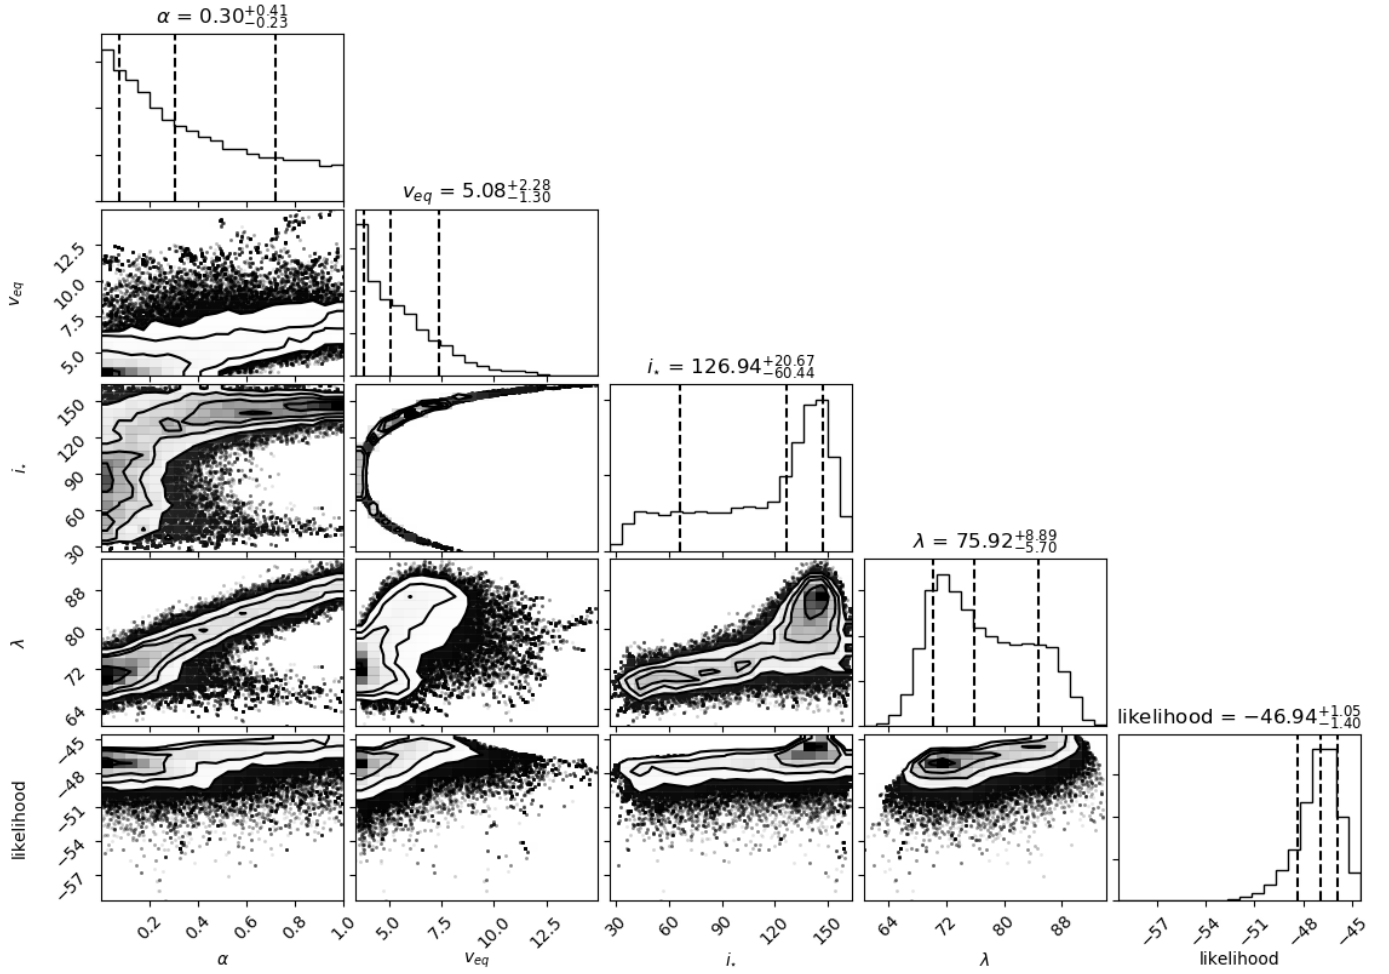 α = 0.30+0.41−0.23
v_eq = 5.08+2.28−1.30
12.5
10.0
7.5
5.0
v_eq
i⋆ = 126.94+20.67−60.44
150
120
90
60
30
i⋆
λ = 75.92+8.89−5.70
88
80
72
64
λ
likelihood = −46.94+1.05−1.40
−45
−48
−51
−54
−57
likelihood
0.2 0.4 0.6 0.8 1.0 5.0 7.5 10.0 12.5 30 60 90 120 150 64 72 80 88 −57 −54 −51 −48 −45
α v_eq i⋆ λ likelihood